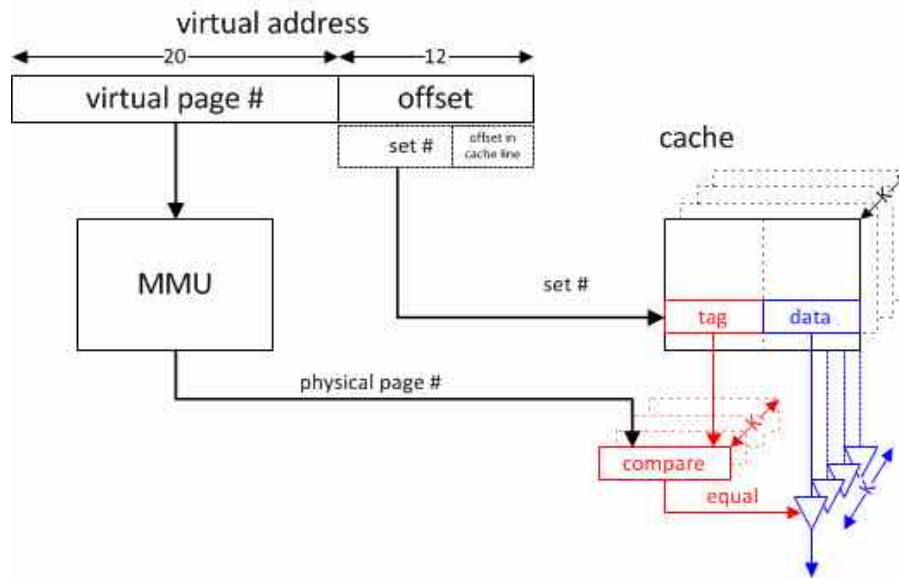 virtual address
20
12
virtual page #
offset
set #
offset in
cache line
cache
K
MMU
set #
tag
data
physical page #
K
compare
equal
K